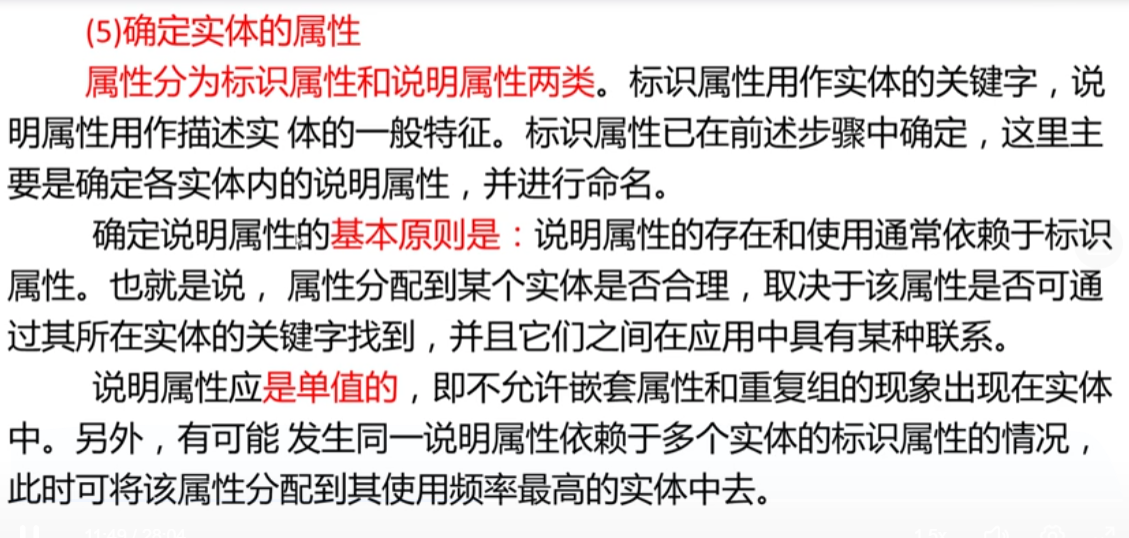 (5)确定实体的属性
属性分为标识属性和说明属性两类。标识属性用作实体的关键字，说
明属性用作描述实 体的一般特征。标识属性已在前述步骤中确定，这里主
要是确定各实体内的说明属性，并进行命名。
确定说明属性的基本原则是：说明属性的存在和使用通常依赖于标识
属性。也就是说， 属性分配到某个实体是否合理，取决于该属性是否可通
过其所在实体的关键字找到，并且它们之间在应用中具有某种联系。
说明属性应是单值的，即不允许嵌套属性和重复组的现象出现在实体
中。另外，有可能 发生同一说明属性依赖于多个实体的标识属性的情况，
此时可将该属性分配到其使用频率最高的实体中去。